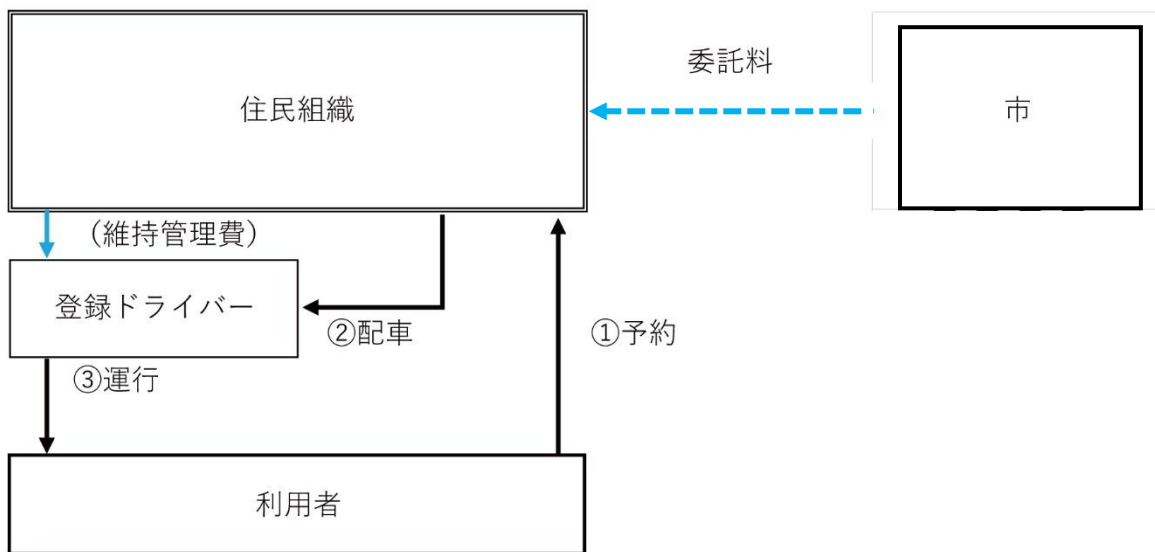 委託料
住民組織
市
（維持管理費）
登録ドライバー
②配車
①予約
③運行
利用者